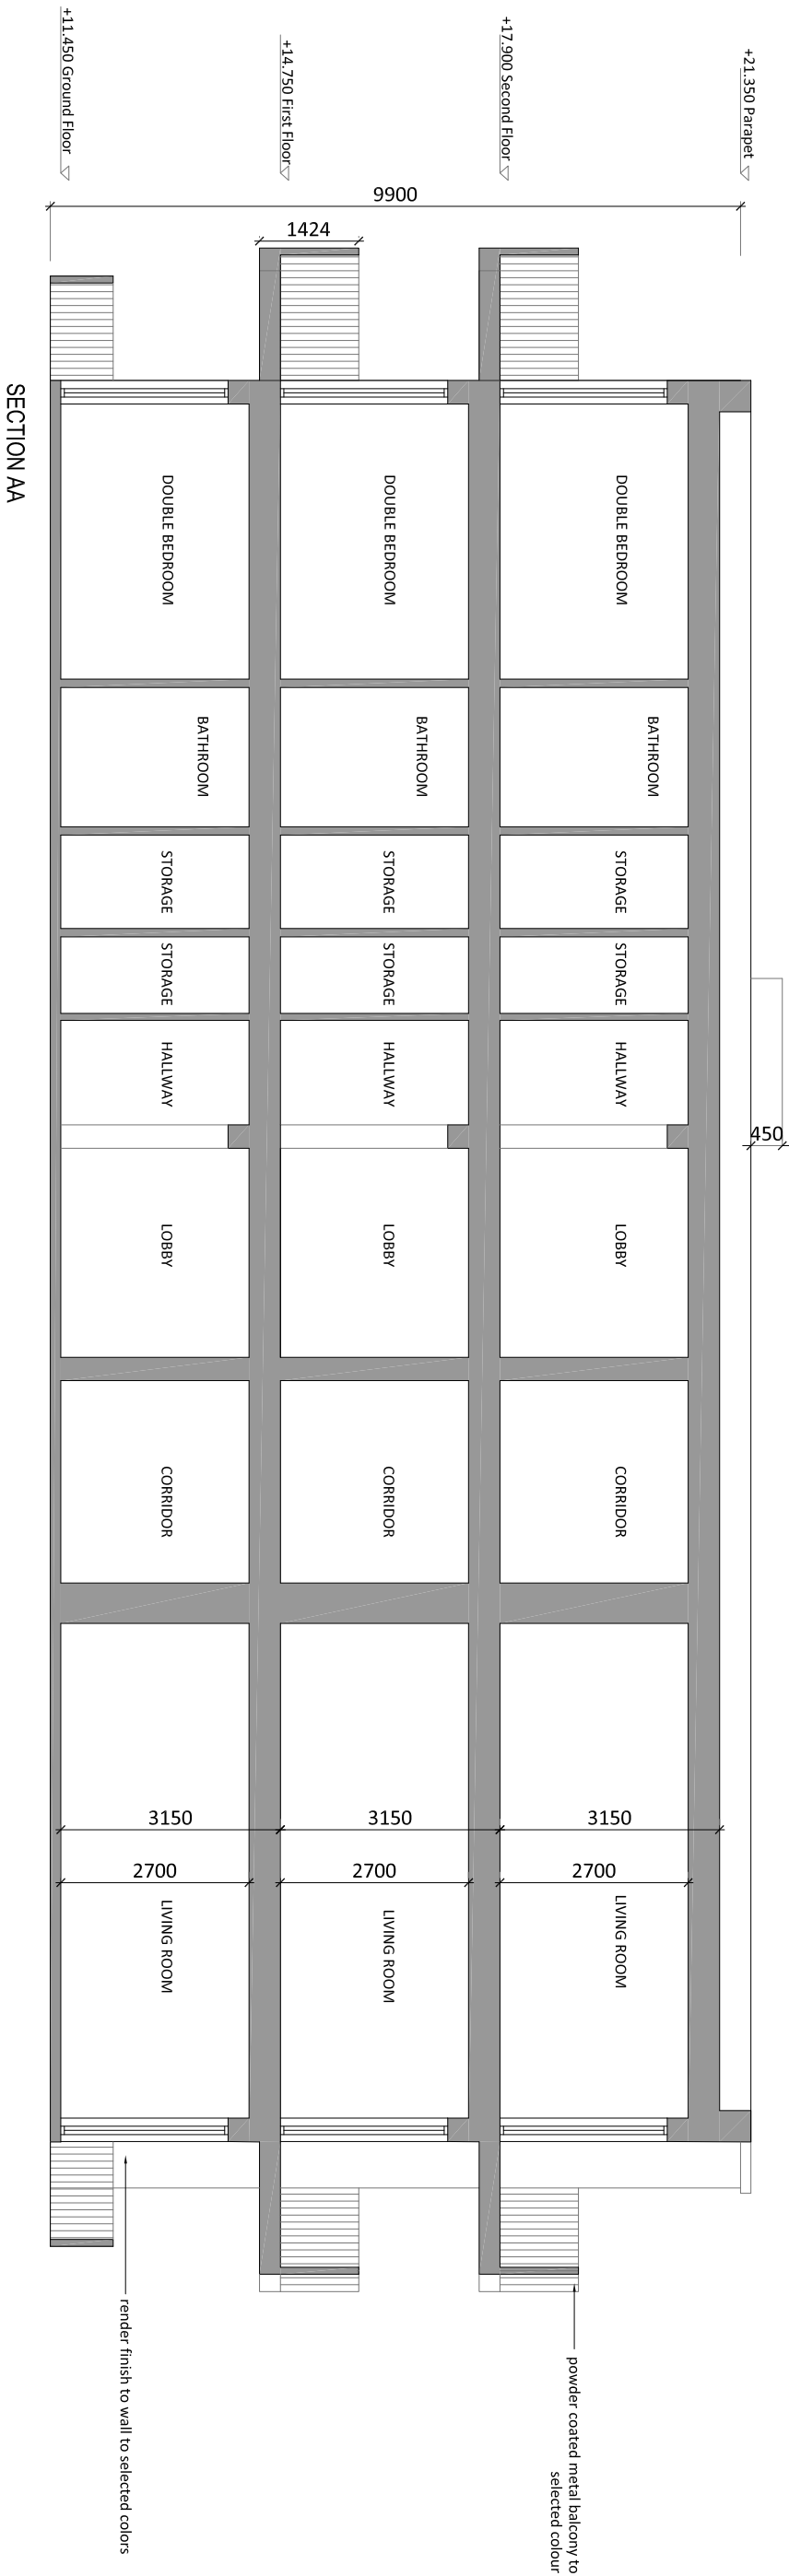 +21.350 Parapet
+17.900 Second Floor
+14.750 First Floor
+11.450 Ground Floor
9900
1424
450
DOUBLE BEDROOM
BATHROOM
STORAGE
STORAGE
HALLWAY
LOBBY
CORRIDOR
3150
2700
LIVING ROOM
DOUBLE BEDROOM
BATHROOM
STORAGE
STORAGE
HALLWAY
LOBBY
CORRIDOR
3150
2700
LIVING ROOM
DOUBLE BEDROOM
BATHROOM
STORAGE
STORAGE
HALLWAY
LOBBY
CORRIDOR
3150
2700
LIVING ROOM
powder coated metal balcony to
selected colour
render finish to wall to selected colors
SECTION AA